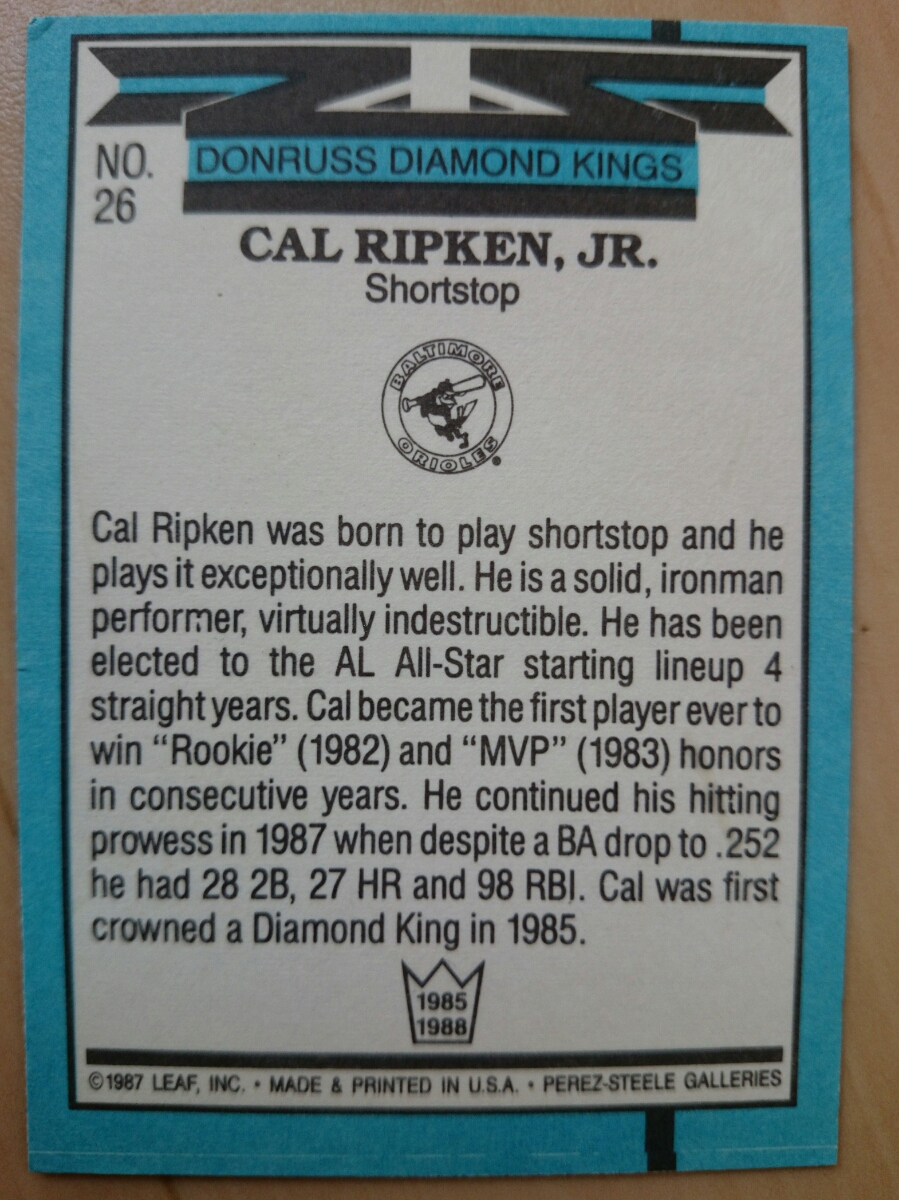 NO.
26
DONRUSS DIAMOND KINGS
CAL RIPKEN, JR.
Shortstop
BALTIMORE
ORIOLES
Cal Ripken was born to play shortstop and he
plays it exceptionally well. He is a solid, ironman
performer, virtually indestructible. He has been
elected to the AL All-Star starting lineup 4
straight years. Cal became the first player ever to
win “Rookie” (1982) and “MVP” (1983) honors
in consecutive years. He continued his hitting
prowess in 1987 when despite a BA drop to .252
he had 28 2B, 27 HR and 98 RBI. Cal was first
crowned a Diamond King in 1985.
1985
1988
©1987 LEAF, INC. • MADE & PRINTED IN U.S.A. • PEREZ-STEELE GALLERIES